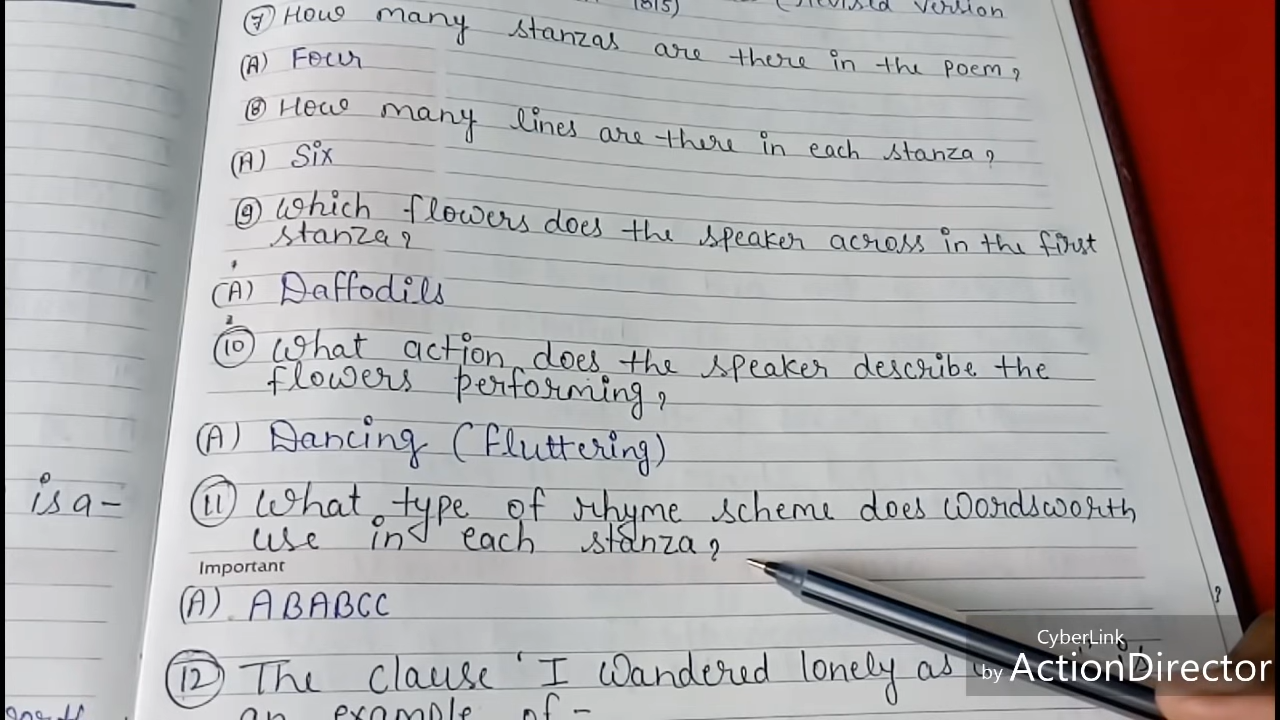 1815) (revised version
(7) How many stanzas are there in the poem?
(A) Four
(8) How many lines are there in each stanza?
(A) Six
(9) Which flowers does the speaker across in the first
stanza?
(A) Daffodils
(10) What action does the speaker describe the
flowers performing?
(A) Dancing (fluttering)
is a -
(11) What type of rhyme scheme does Wordsworth
use in each stanza?
Important
(A) ABABCC
(12) The clause 'I wandered lonely as
an example of -
CyberLink
by ActionDirector